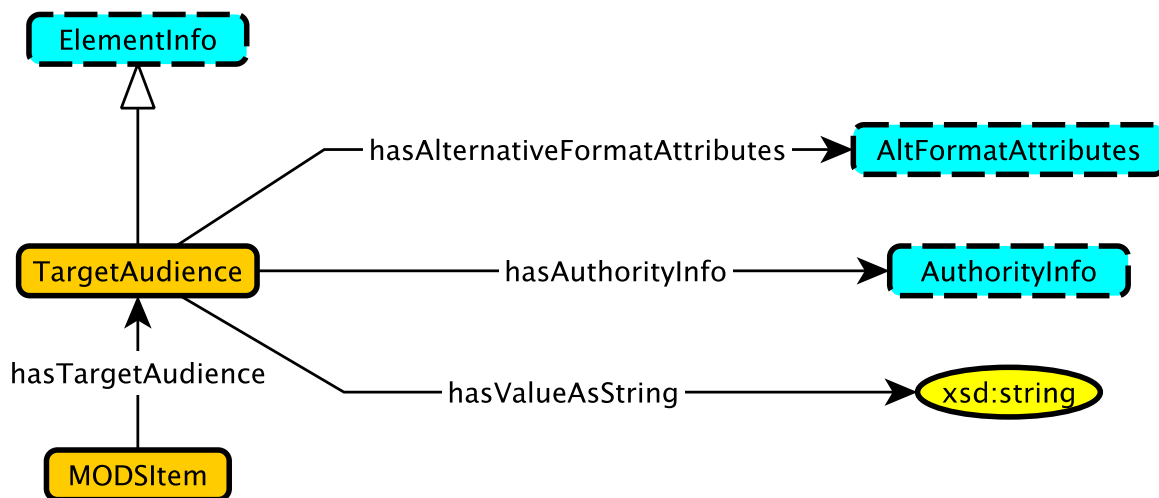 ElementInfo
hasAlternativeFormatAttributes
AltFormatAttributes
TargetAudience
hasAuthorityInfo
AuthorityInfo
hasTargetAudience
hasValueAsString
xsd:string
MODSItem